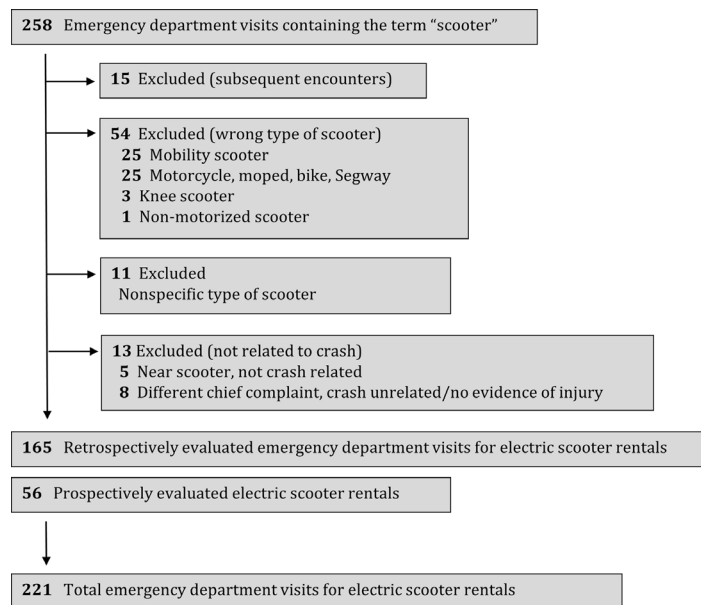 258 Emergency department visits containing the term “scooter”
15 Excluded (subsequent encounters)
54 Excluded (wrong type of scooter)
25 Mobility scooter
25 Motorcycle, moped, bike, Segway
3 Knee scooter
1 Non-motorized scooter
11 Excluded
Nonspecific type of scooter
13 Excluded (not related to crash)
5 Near scooter, not crash related
8 Different chief complaint, crash unrelated/no evidence of injury
165 Retrospectively evaluated emergency department visits for electric scooter rentals
56 Prospectively evaluated electric scooter rentals
221 Total emergency department visits for electric scooter rentals